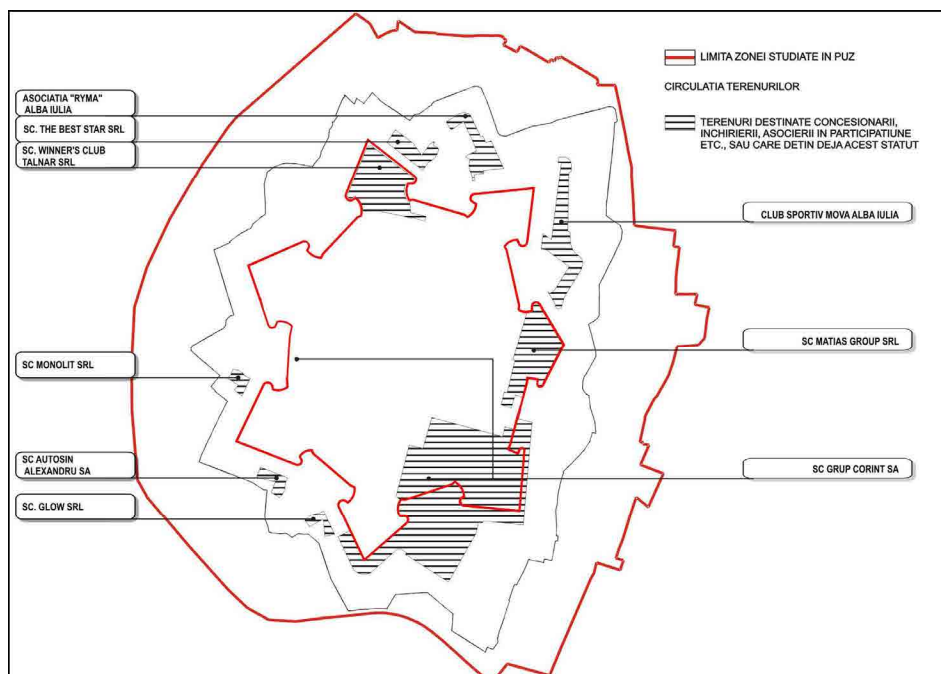 LIMITA ZONEI STUDIATE IN PUZ
CIRCULATIA TERENURILOR
TERENURI DESTINATE CONCESIONARII,
INCHIRIERII, ASOCIERII IN PARTICIPATIUNE
ETC., SAU CARE DETIN DEJA ACEST STATUT
ASOCIATIA "RYMA"
ALBA IULIA
SC. THE BEST STAR SRL
SC. WINNER'S CLUB
TALNAR SRL
CLUB SPORTIV MOVA ALBA IULIA
SC MATIAS GROUP SRL
SC MONOLIT SRL
SC AUTOSIN
ALEXANDRU SA
SC GRUP CORINT SA
SC. GLOW SRL